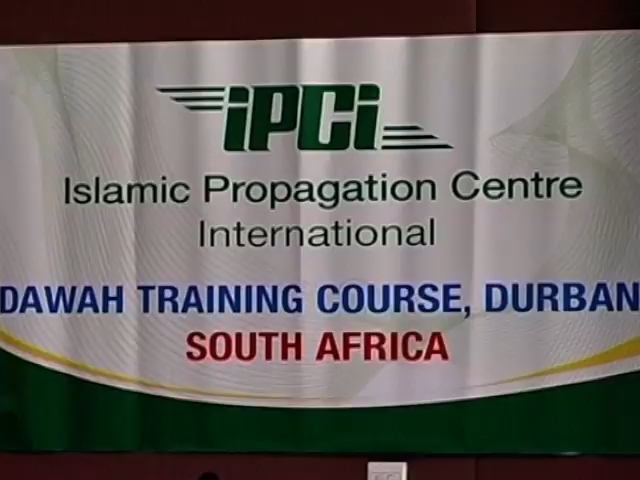 iPCi
Islamic Propagation Centre
International
DAWAH TRAINING COURSE, DURBAN
SOUTH AFRICA